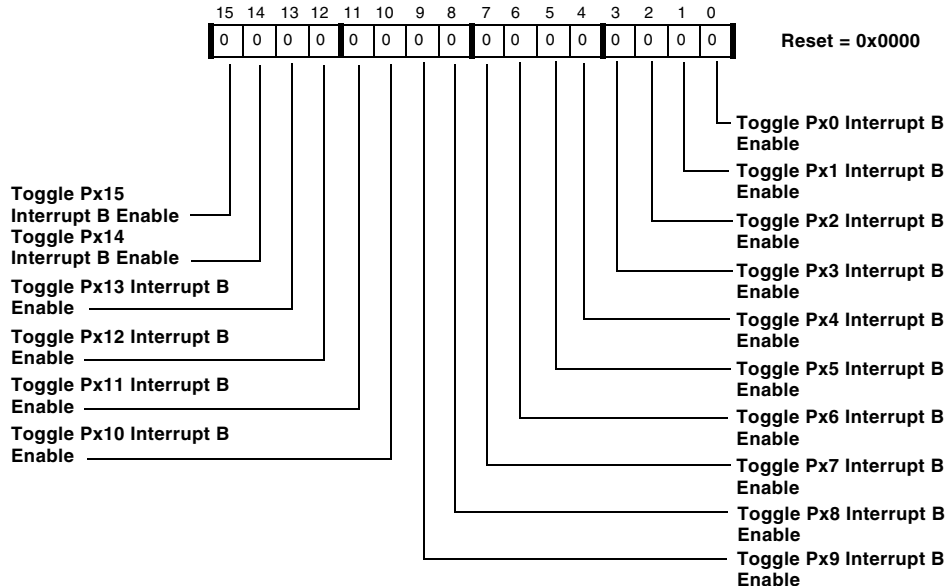 15 14 13 12 11 10 9 8 7 6 5 4 3 2 1 0
0 0 0 0 0 0 0 0 0 0 0 0 0 0 0 0
Reset = 0x0000
Toggle Px0 Interrupt B
Enable
Toggle Px1 Interrupt B
Enable
Toggle Px2 Interrupt B
Enable
Toggle Px3 Interrupt B
Enable
Toggle Px4 Interrupt B
Enable
Toggle Px5 Interrupt B
Enable
Toggle Px6 Interrupt B
Enable
Toggle Px7 Interrupt B
Enable
Toggle Px8 Interrupt B
Enable
Toggle Px9 Interrupt B
Enable
Toggle Px15
Interrupt B Enable
Toggle Px14
Interrupt B Enable
Toggle Px13 Interrupt B
Enable
Toggle Px12 Interrupt B
Enable
Toggle Px11 Interrupt B
Enable
Toggle Px10 Interrupt B
Enable